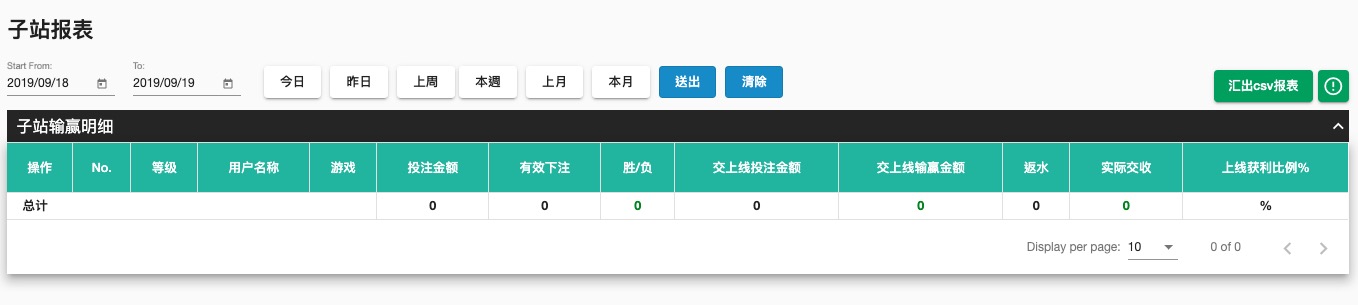 子站报表
Start From: To:
2019/09/18 2019/09/19 今日 昨日 上周 本週 上月 本月 送出 清除 汇出csv报表
子站输赢明细
操作 No. 等级 用户名称 游戏 投注金额 有效下注 胜/负 交上线投注金额 交上线输赢金额 返水 实际交收 上线获利比例%
总计 0 0 0 0 0 0 0 %
Display per page: 10 0 of 0